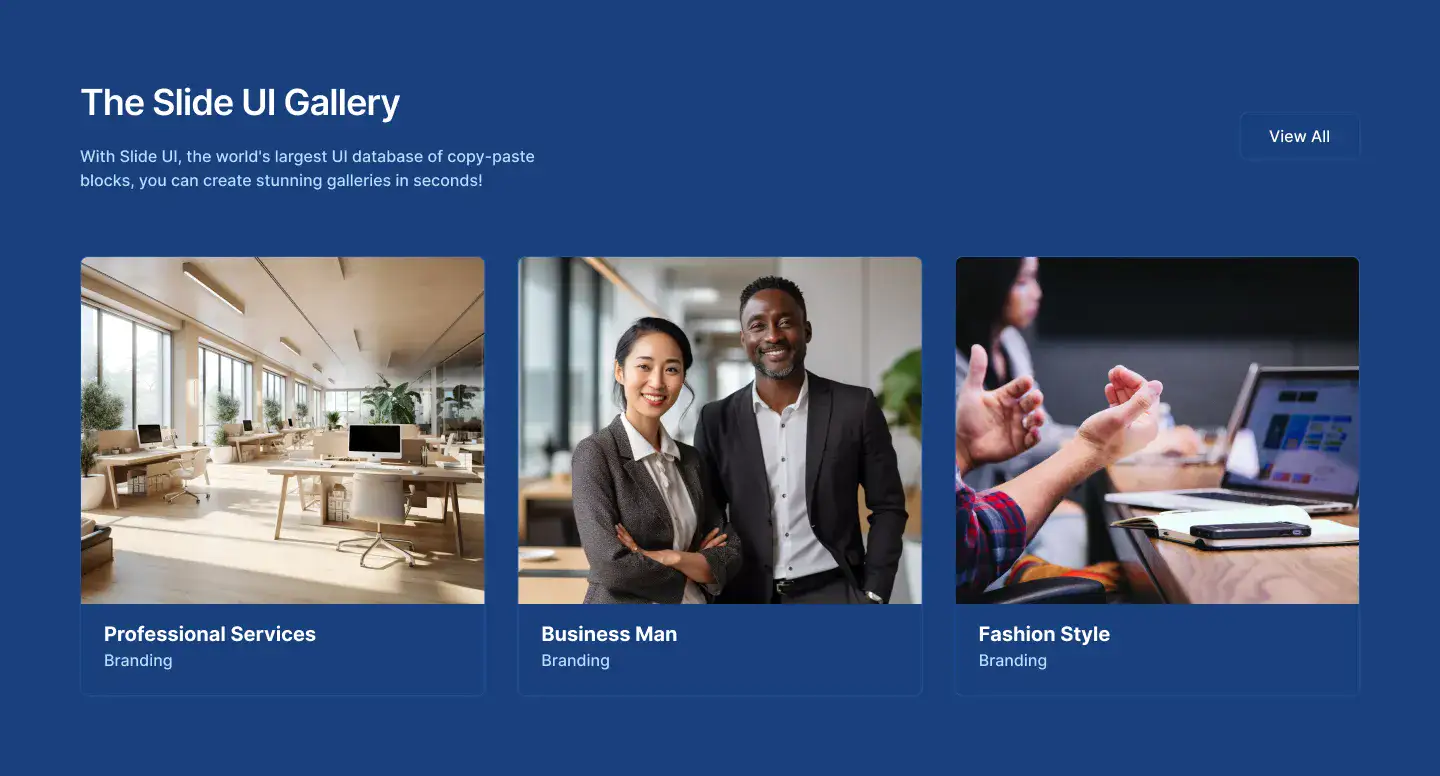 The Slide UI Gallery
With Slide UI, the world's largest UI database of copy-paste
blocks, you can create stunning galleries in seconds!
View All
Professional Services
Branding
Business Man
Branding
Fashion Style
Branding